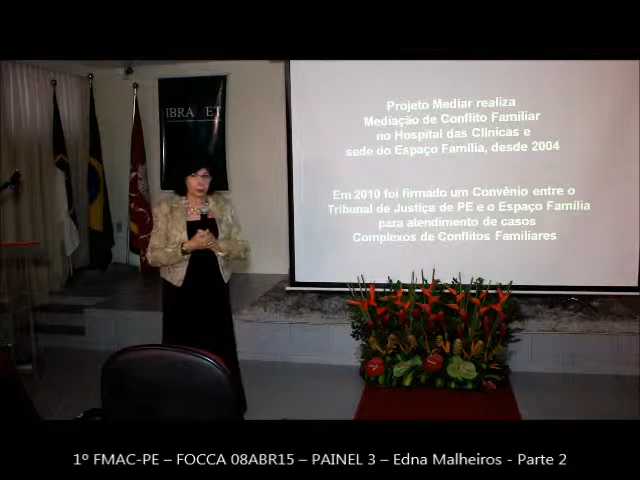 IBRA ET
Projeto Mediar realiza
Mediação de Conflito Familiar
no Hospital das Clínicas e
sede do Espaço Família, desde 2004
Em 2010 foi firmado um Convênio entre o
Tribunal de Justiça de PE e o Espaço Família
para atendimento de casos
Complexos de Conflitos Familiares
1º FMAC-PE – FOCCA 08ABR15 – PAINEL 3 – Edna Malheiros - Parte 2